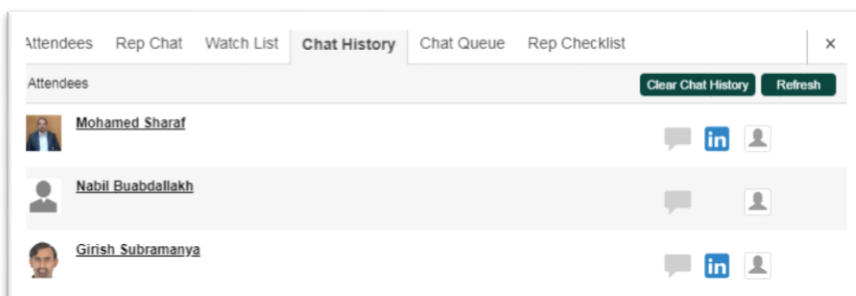 Attendees Rep Chat Watch List Chat History Chat Queue Rep Checklist ×
Attendees Clear Chat History Refresh
Mohamed Sharaf
in
Nabil Buabdallakh
Girish Subramanya
in